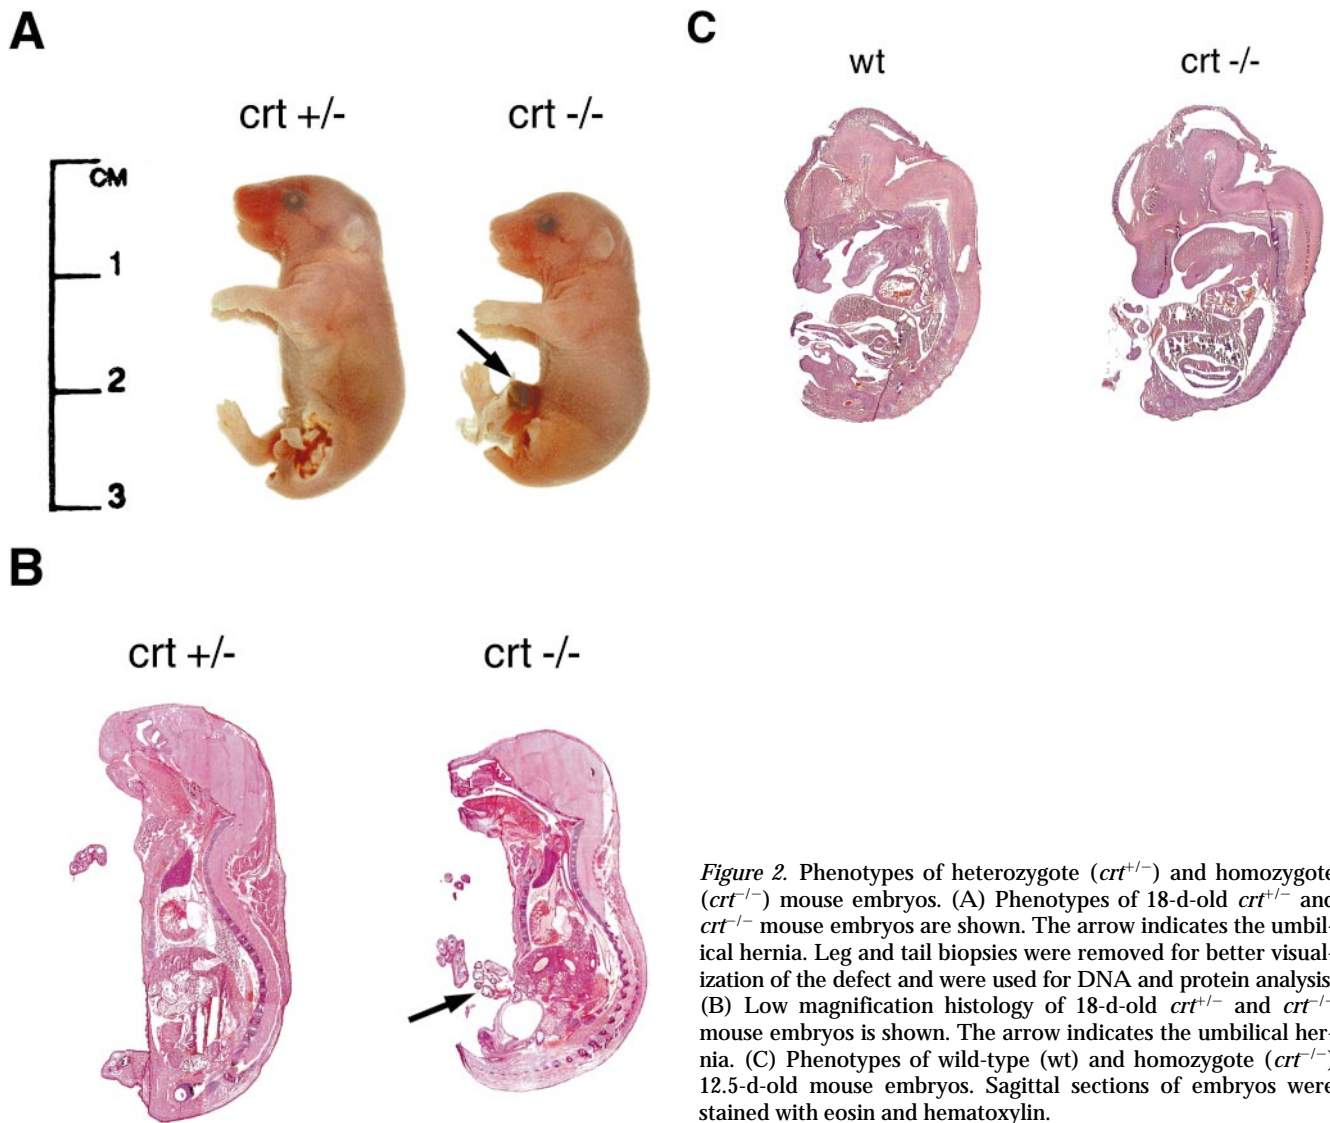 A
crt +/-
crt -/-
CM
1
2
3
B
crt +/-
crt -/-
C
wt
crt -/-
Figure 2. Phenotypes of heterozygote (crt+/−) and homozygote
(crt−/−) mouse embryos. (A) Phenotypes of 18-d-old crt+/− and
crt−/− mouse embryos are shown. The arrow indicates the umbil-
ical hernia. Leg and tail biopsies were removed for better visual-
ization of the defect and were used for DNA and protein analysis
(B) Low magnification histology of 18-d-old crt+/− and crt−/−
mouse embryos is shown. The arrow indicates the umbilical her-
nia. (C) Phenotypes of wild-type (wt) and homozygote (crt−/−)
12.5-d-old mouse embryos. Sagittal sections of embryos were
stained with eosin and hematoxylin.